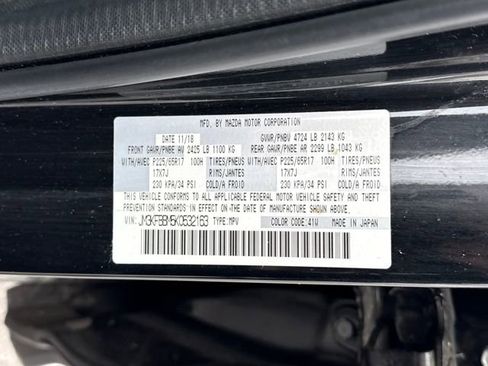 MFD. BY MAZDA MOTOR CORPORATION
DATE 11/18 GVWR/PNBV 4724 LB 2143 KG
FRONT GAWR/PNBE AV 2425 LB 1100 KG REAR GAWR/PNBE AR 2299 LB 1043 KG
WITH/AVEC P225/65R17 100H TIRES/PNEUS WITH/AVEC P225/65R17 100H TIRES/PNEUS
17X7J RIMS/JANTES 17X7J RIMS/JANTES
230 KPA/34 PSI COLD/A FROID 230 KPA/34 PSI COLD/A FROID
THIS VEHICLE CONFORMS TO ALL APPLICABLE FEDERAL MOTOR VEHICLE SAFETY AND THEFT
PREVENTION STANDARDS IN EFFECT ON THE DATE OF MANUFACTURE SHOWN ABOVE.
VIN: JM3KFBBM5K0532163 TYPE: MPV COLOR CODE: 41W MADE IN JAPAN